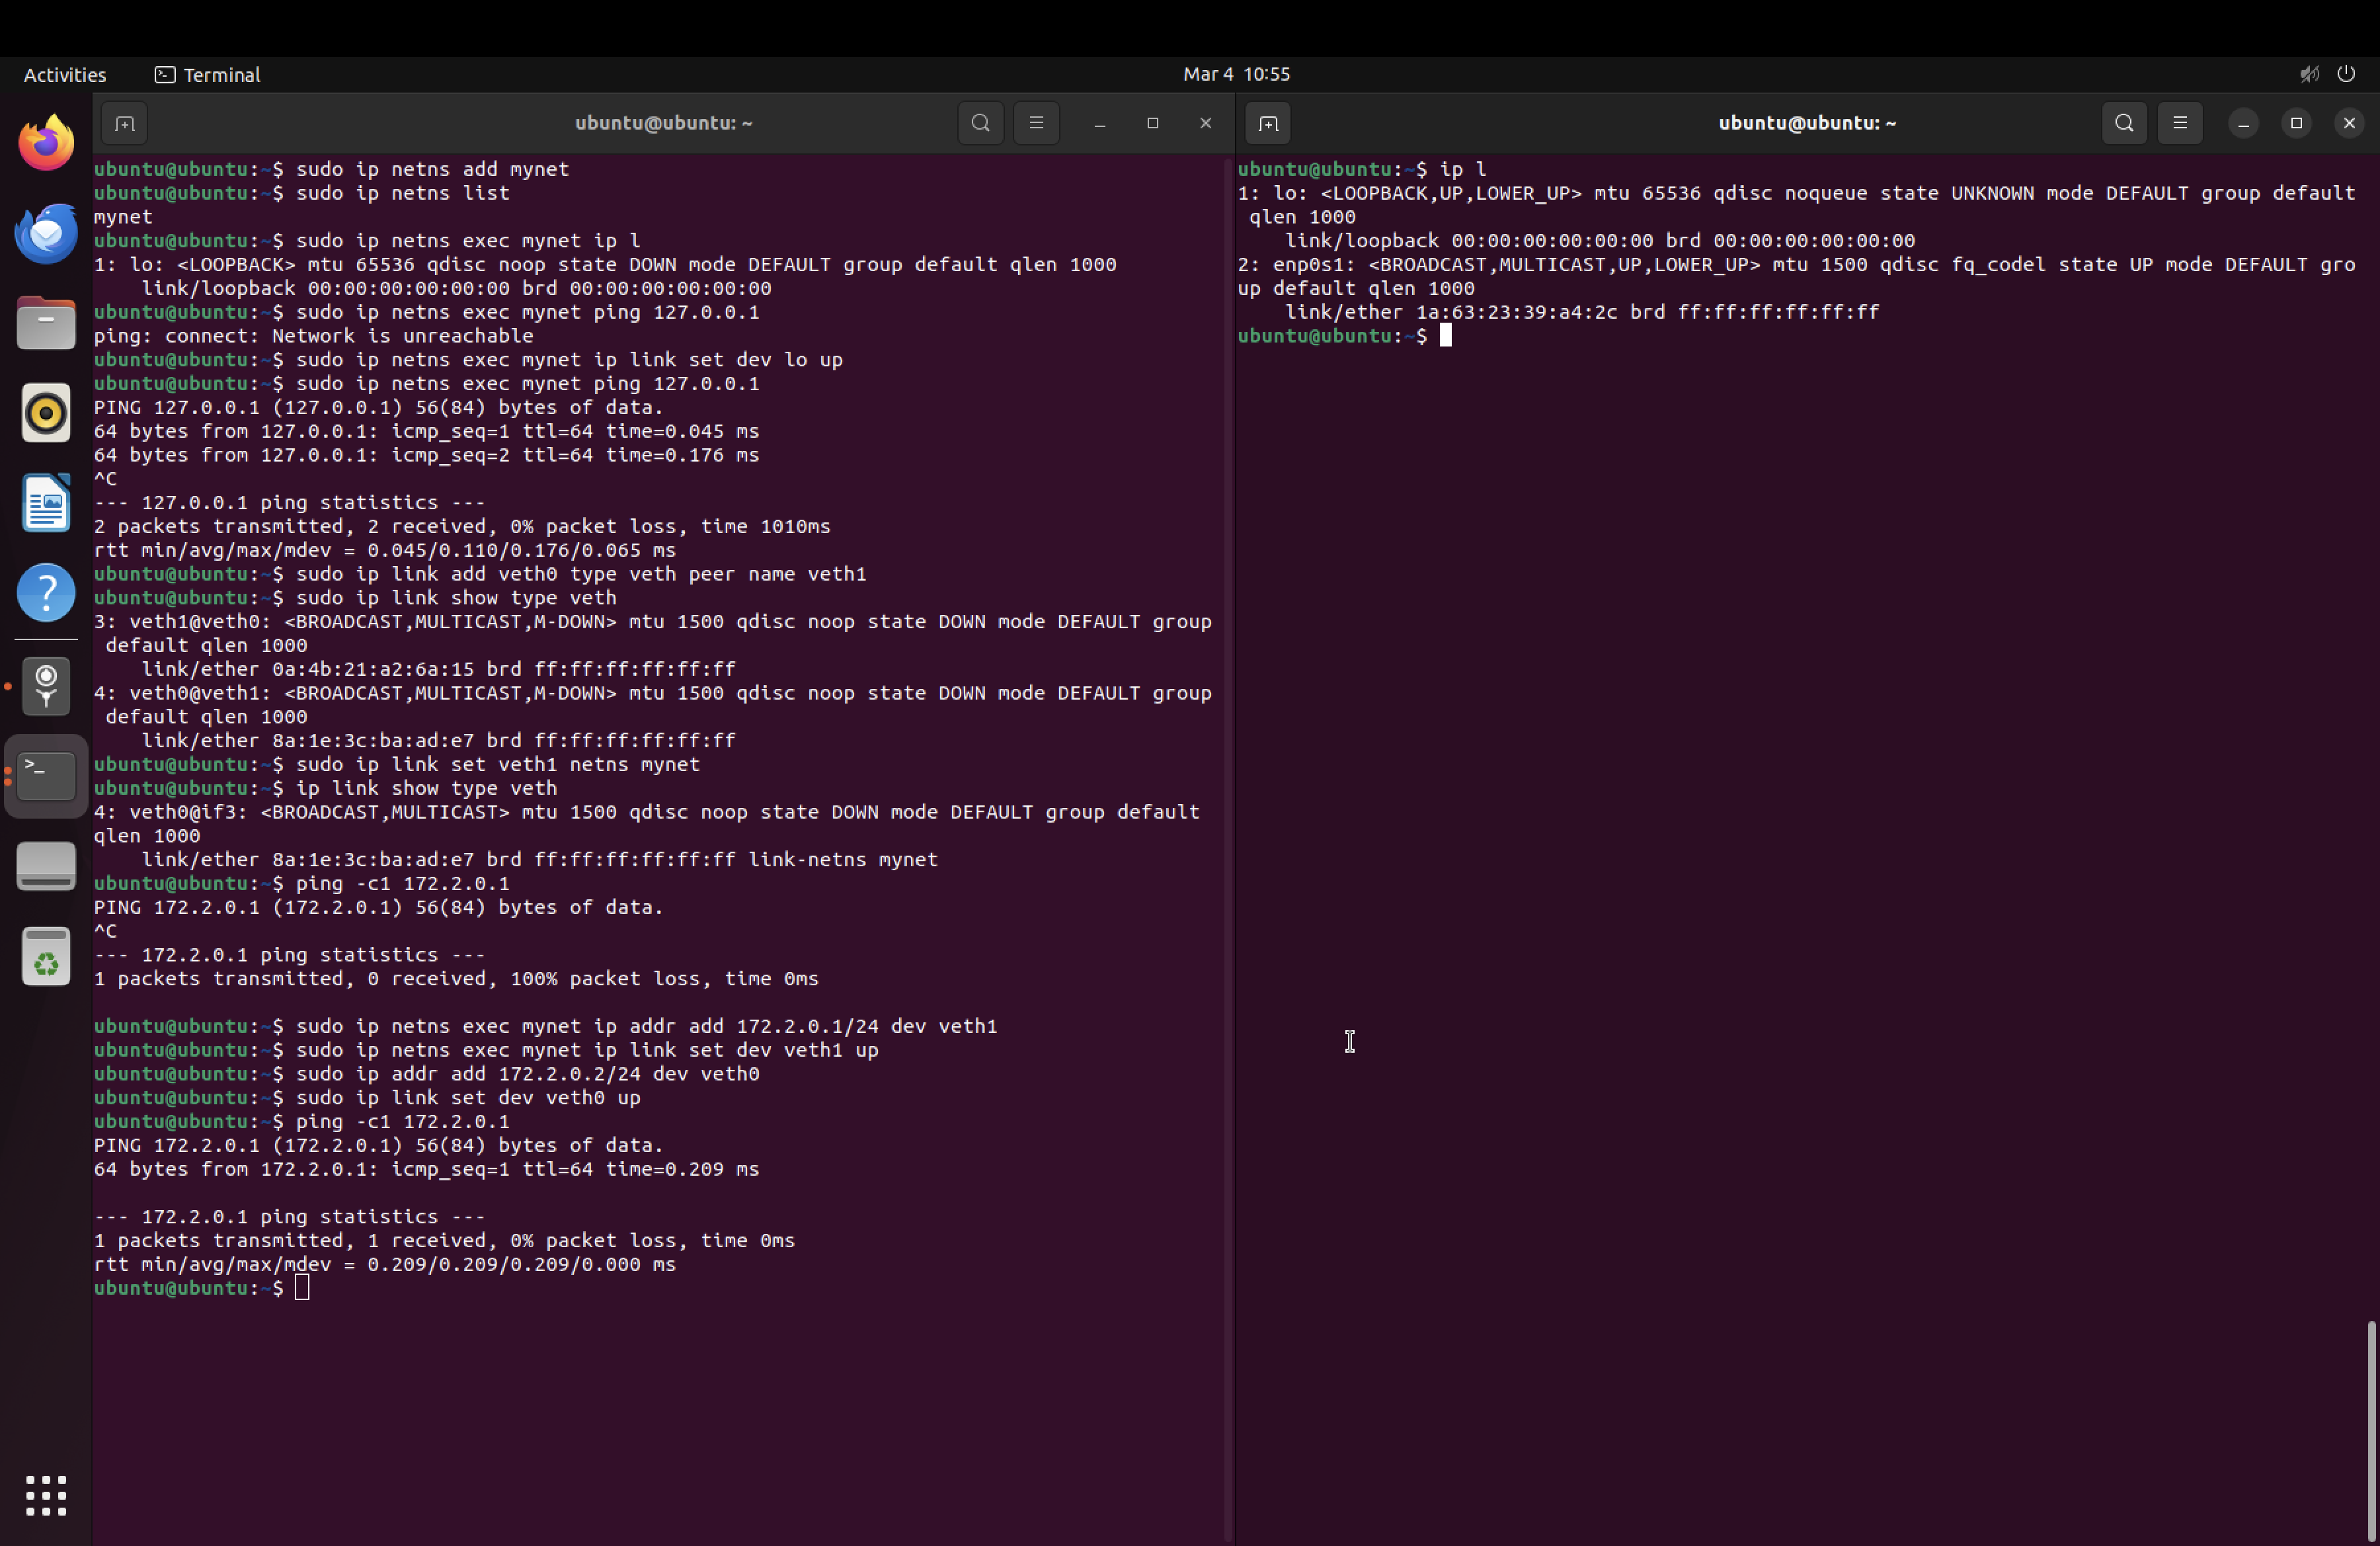 Activities
Terminal
Mar 4 10:55
ubuntu@ubuntu: ~
ubuntu@ubuntu:~$ sudo ip netns add mynet
ubuntu@ubuntu:~$ sudo ip netns list
mynet
ubuntu@ubuntu:~$ sudo ip netns exec mynet ip l
1: lo: <LOOPBACK> mtu 65536 qdisc noop state DOWN mode DEFAULT group default qlen 1000
    link/loopback 00:00:00:00:00:00 brd 00:00:00:00:00:00
ubuntu@ubuntu:~$ sudo ip netns exec mynet ping 127.0.0.1
ping: connect: Network is unreachable
ubuntu@ubuntu:~$ sudo ip netns exec mynet ip link set dev lo up
ubuntu@ubuntu:~$ sudo ip netns exec mynet ping 127.0.0.1
PING 127.0.0.1 (127.0.0.1) 56(84) bytes of data.
64 bytes from 127.0.0.1: icmp_seq=1 ttl=64 time=0.045 ms
64 bytes from 127.0.0.1: icmp_seq=2 ttl=64 time=0.176 ms
^C
--- 127.0.0.1 ping statistics ---
2 packets transmitted, 2 received, 0% packet loss, time 1010ms
rtt min/avg/max/mdev = 0.045/0.110/0.176/0.065 ms
ubuntu@ubuntu:~$ sudo ip link add veth0 type veth peer name veth1
ubuntu@ubuntu:~$ sudo ip link show type veth
3: veth1@veth0: <BROADCAST,MULTICAST,M-DOWN> mtu 1500 qdisc noop state DOWN mode DEFAULT group
 default qlen 1000
    link/ether 0a:4b:21:a2:6a:15 brd ff:ff:ff:ff:ff:ff
4: veth0@veth1: <BROADCAST,MULTICAST,M-DOWN> mtu 1500 qdisc noop state DOWN mode DEFAULT group
 default qlen 1000
    link/ether 8a:1e:3c:ba:ad:e7 brd ff:ff:ff:ff:ff:ff
ubuntu@ubuntu:~$ sudo ip link set veth1 netns mynet
ubuntu@ubuntu:~$ ip link show type veth
4: veth0@if3: <BROADCAST,MULTICAST> mtu 1500 qdisc noop state DOWN mode DEFAULT group default
qlen 1000
    link/ether 8a:1e:3c:ba:ad:e7 brd ff:ff:ff:ff:ff:ff link-netns mynet
ubuntu@ubuntu:~$ ping -c1 172.2.0.1
PING 172.2.0.1 (172.2.0.1) 56(84) bytes of data.
^C
--- 172.2.0.1 ping statistics ---
1 packets transmitted, 0 received, 100% packet loss, time 0ms

ubuntu@ubuntu:~$ sudo ip netns exec mynet ip addr add 172.2.0.1/24 dev veth1
ubuntu@ubuntu:~$ sudo ip netns exec mynet ip link set dev veth1 up
ubuntu@ubuntu:~$ sudo ip addr add 172.2.0.2/24 dev veth0
ubuntu@ubuntu:~$ sudo ip link set dev veth0 up
ubuntu@ubuntu:~$ ping -c1 172.2.0.1
PING 172.2.0.1 (172.2.0.1) 56(84) bytes of data.
64 bytes from 172.2.0.1: icmp_seq=1 ttl=64 time=0.209 ms

--- 172.2.0.1 ping statistics ---
1 packets transmitted, 1 received, 0% packet loss, time 0ms
rtt min/avg/max/mdev = 0.209/0.209/0.209/0.000 ms
ubuntu@ubuntu:~$
ubuntu@ubuntu: ~
ubuntu@ubuntu:~$ ip l
1: lo: <LOOPBACK,UP,LOWER_UP> mtu 65536 qdisc noqueue state UNKNOWN mode DEFAULT group default
 qlen 1000
    link/loopback 00:00:00:00:00:00 brd 00:00:00:00:00:00
2: enp0s1: <BROADCAST,MULTICAST,UP,LOWER_UP> mtu 1500 qdisc fq_codel state UP mode DEFAULT gro
up default qlen 1000
    link/ether 1a:63:23:39:a4:2c brd ff:ff:ff:ff:ff:ff
ubuntu@ubuntu:~$